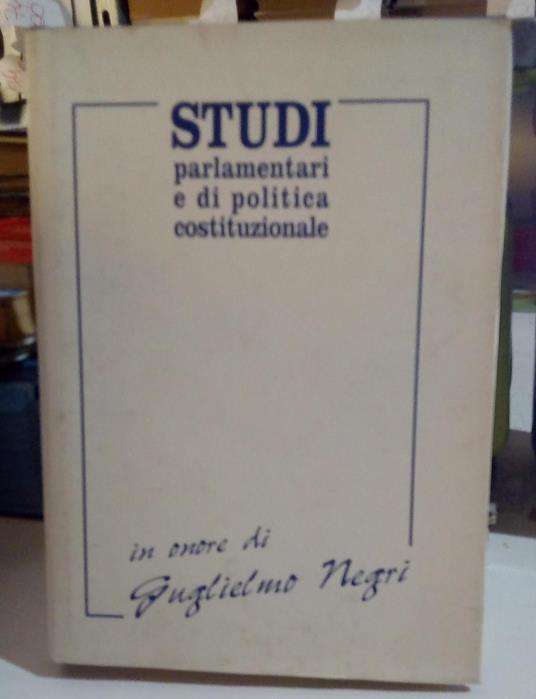 STUDI
parlamentari
e di politica
costituzionale
in onore di
Guglielmo Negri